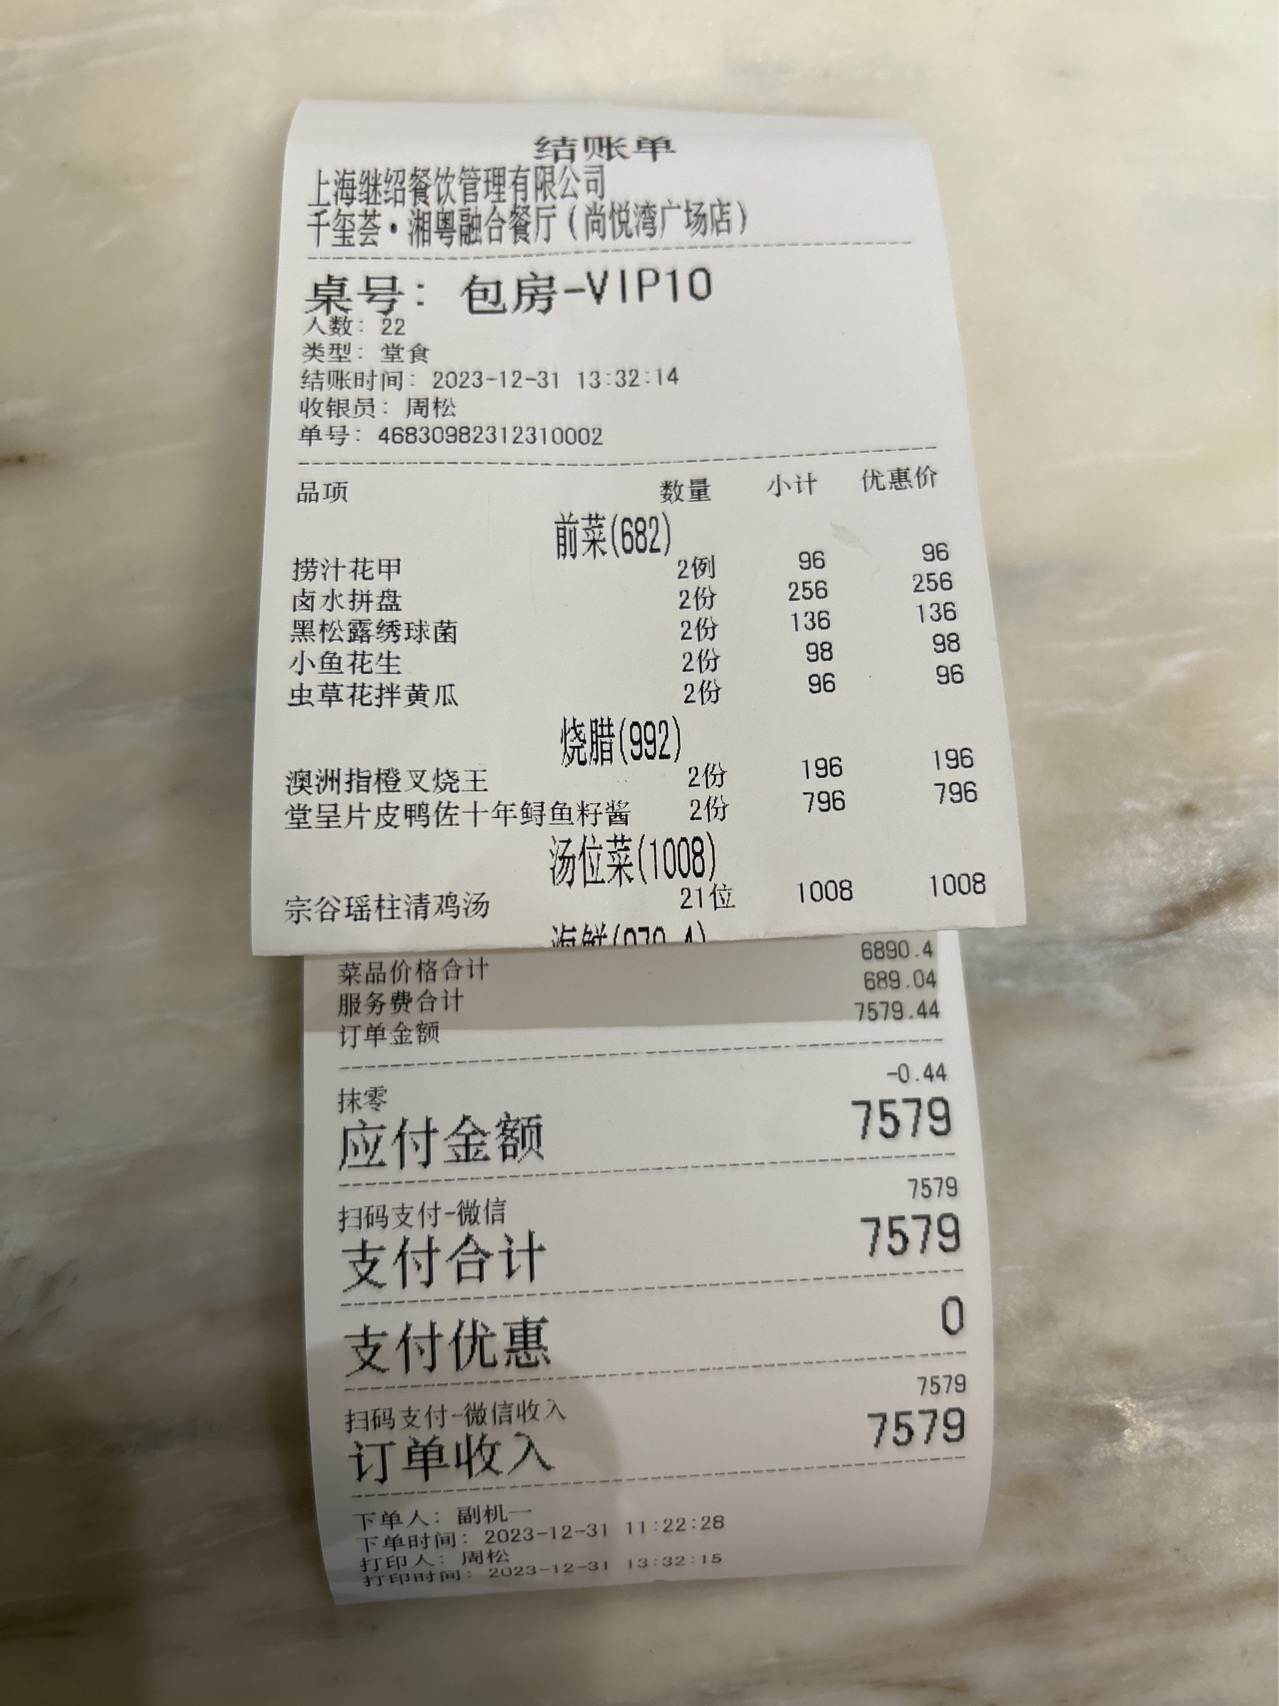 结账单
上海继绍餐饮管理有限公司
千玺荟·湘粤融合餐厅(尚悦湾广场店)
桌号: 包房-VIP10
人数: 22
类型: 堂食
结账时间: 2023-12-31 13:32:14
收银员: 周松
单号: 46830982312310002
品项 数量 小计 优惠价
前菜(682)
捞汁花甲 2例 96 96
卤水拼盘 2份 256 256
黑松露绣球菌 2份 136 136
小鱼花生 2份 98 98
虫草花拌黄瓜 2份 96 96
烧腊(992)
澳洲指橙叉烧王 2份 196 196
堂呈片皮鸭佐十年鲟鱼籽酱 2份 796 796
汤位菜(1008)
宗谷瑶柱清鸡汤 21位 1008 1008
菜品价格合计 6890.4
服务费合计 689.04
订单金额 7579.44
抹零 -0.44
应付金额 7579
扫码支付-微信 7579
支付合计 7579
支付优惠 0
扫码支付-微信收入 7579
订单收入 7579
下单人: 副机一
下单时间: 2023-12-31 11:22:28
打印人: 周松
打印时间: 2023-12-31 13:32:15